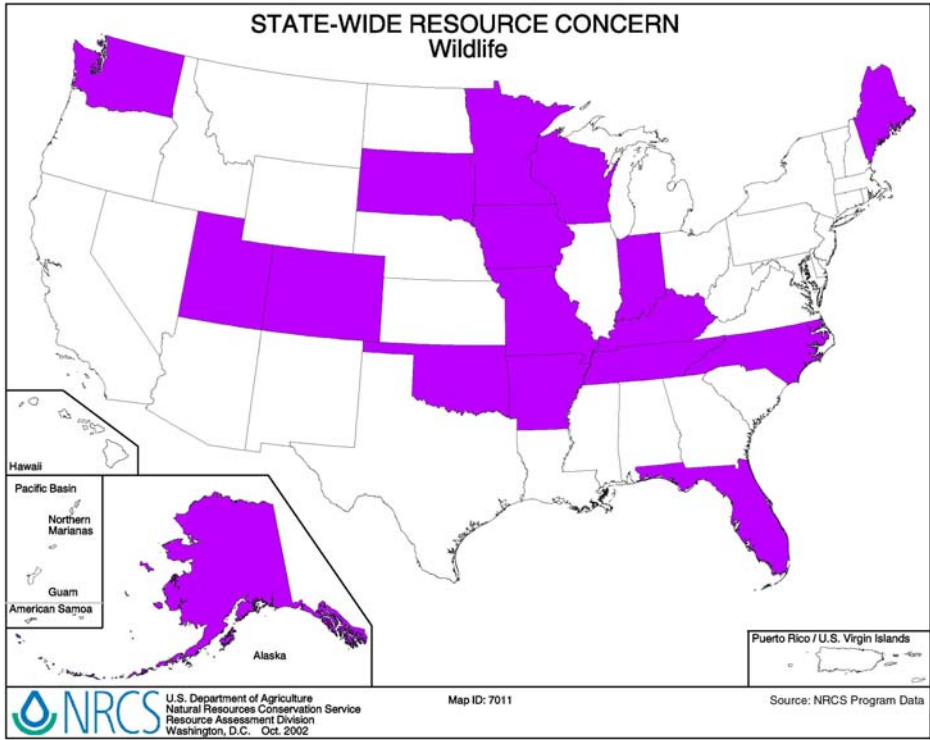 STATE-WIDE RESOURCE CONCERN
Wildlife
Hawaii
Pacific Basin
Northern
Marianas
Guam
American Samoa
Alaska
Puerto Rico / U.S. Virgin Islands
NRCS
U.S. Department of Agriculture
Natural Resources Conservation Service
Resource Assessment Division
Washington, D.C. Oct. 2002
Map ID: 7011
Source: NRCS Program Data